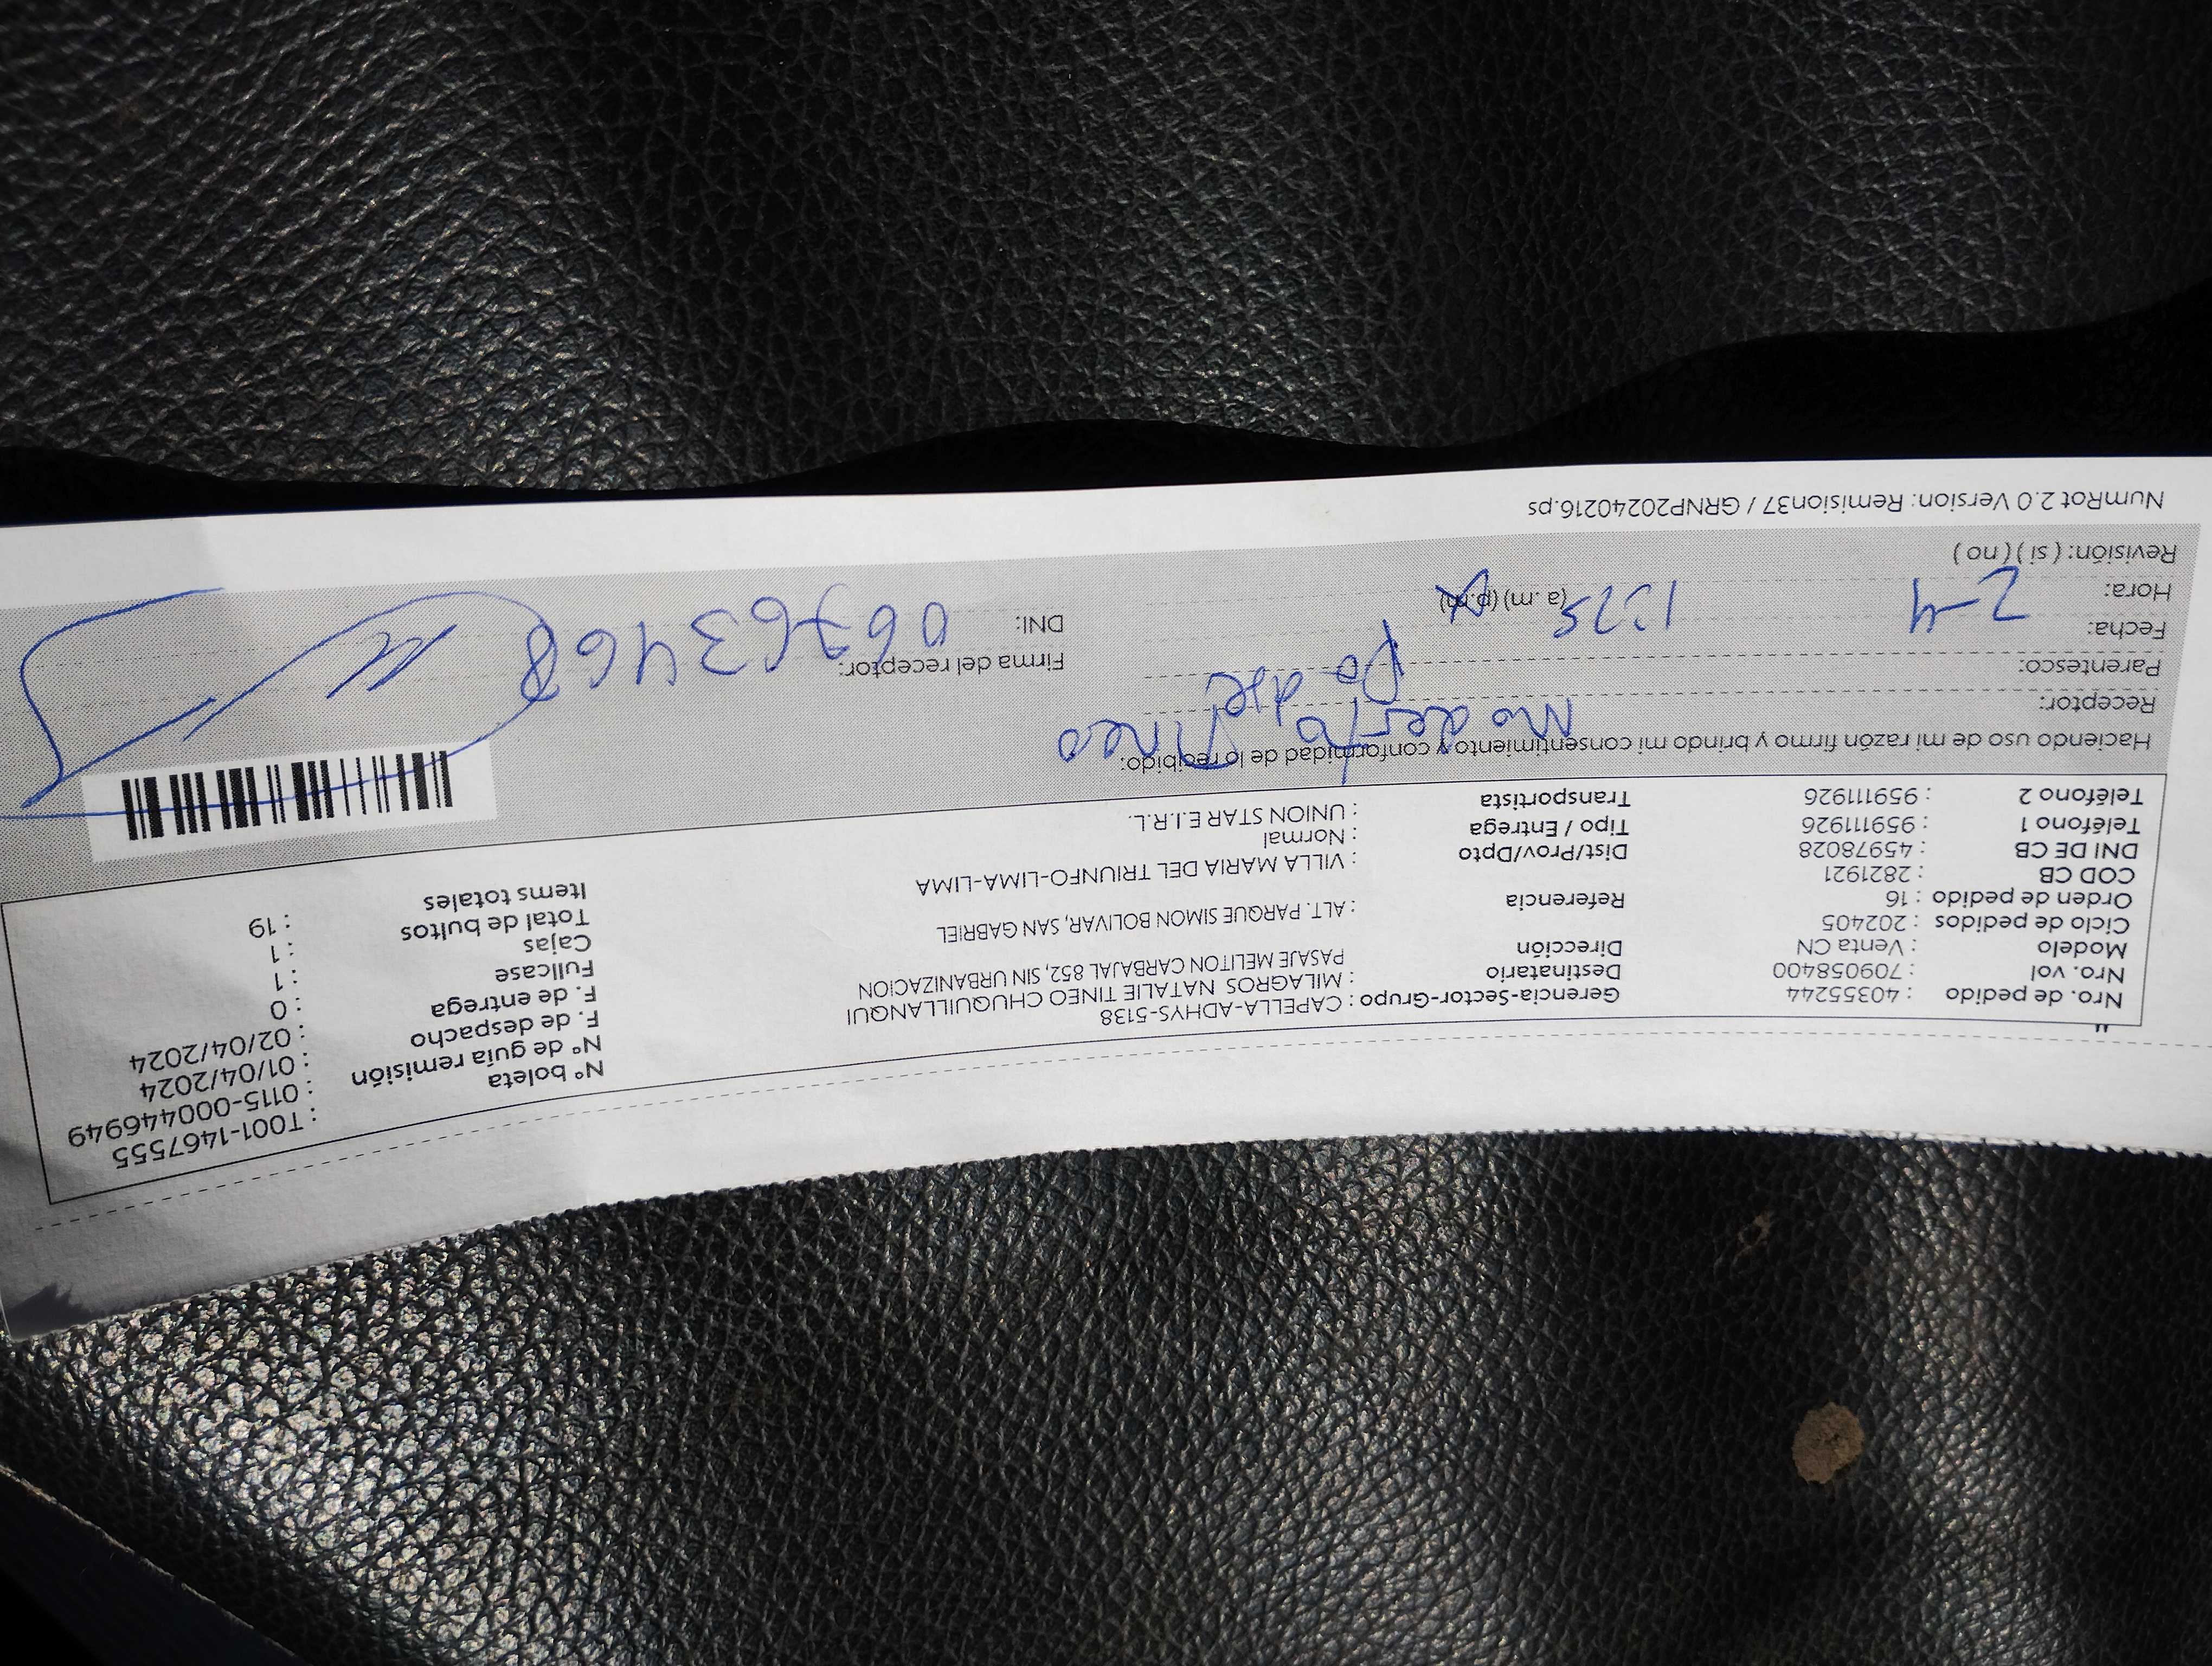 Nro. de pedido : 40355244
Nro. vol : 709058400
Modelo : Venta CN
Ciclo de pedidos : 202405
Orden de pedido : 16
COD CB : 2821921
DNI DE CB : 45978028
Teléfono 1 : 959111926
Teléfono 2 : 959111926
Gerencia-Sector-Grupo : CAPELLA-ADHYS-5138
Destinatario : MILAGROS NATALIE TINEO CHUQUILLANQUI
Dirección PASAJE MELITON CARBAJAL 852, SIN URBANIZACION
Referencia : ALT. PARQUE SIMON BOLIVAR, SAN GABRIEL
Dist/Prov/Dpto : VILLA MARIA DEL TRIUNFO-LIMA-LIMA
Tipo / Entrega : Normal
Transportista : UNION STAR E.I.R.L.
N° boleta : T001-1467555
N° de guía remisión : 0115-000446949
F. de despacho : 01/04/2024
F. de entrega : 02/04/2024
Fullcase : 0
Cajas : 1
Total de bultos : 1
Items totales : 19
Haciendo uso de mi razón firmo y brindo mi consentimiento y conformidad de lo recibido:
Receptor: Modesto Tineo
Parentesco: Padre
Fecha: 2-4
Hora: 1:25 (a.m) (p.m)
Revisión: ( si ) ( no )
Firma del receptor:
DNI: 06763468
NumRot 2.0 Version: Remision37 / GRNP20240216.ps